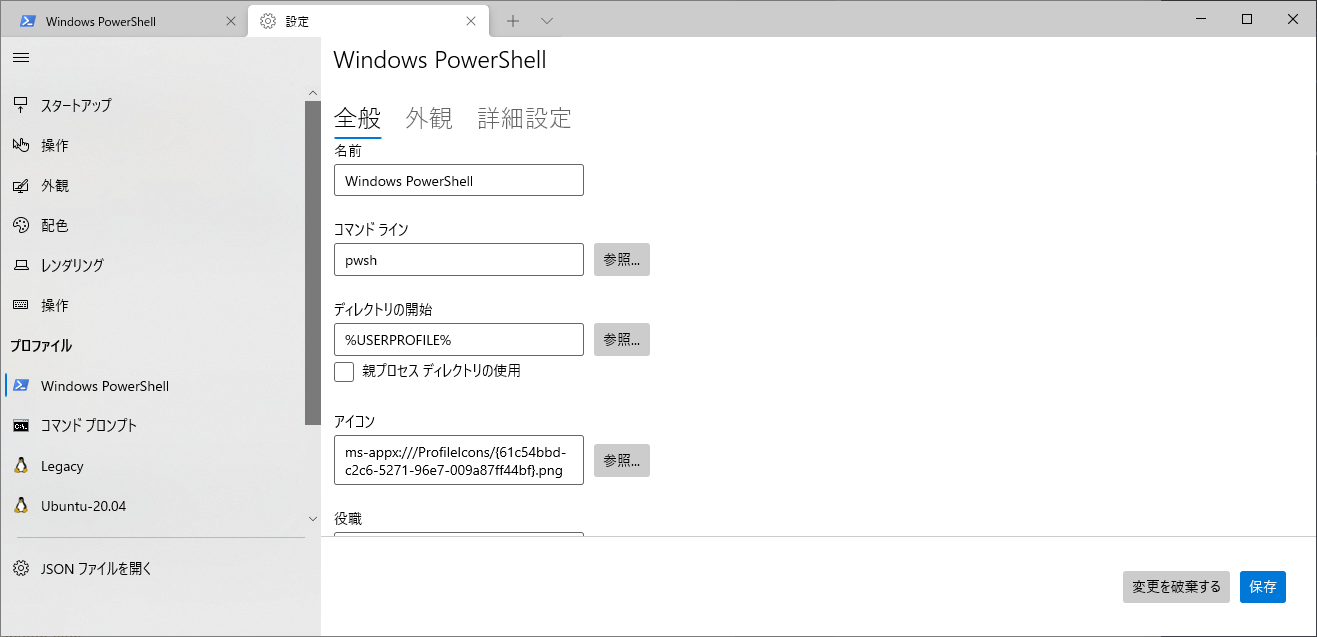 Windows PowerShell
設定
スタートアップ
操作
外観
配色
レンダリング
操作
プロファイル
Windows PowerShell
コマンド プロンプト
Legacy
Ubuntu-20.04
JSON ファイルを開く
Windows PowerShell
全般 外観 詳細設定
名前
Windows PowerShell
コマンド ライン
pwsh 参照...
ディレクトリの開始
%USERPROFILE% 参照...
親プロセス ディレクトリの使用
アイコン
ms-appx:///ProfileIcons/{61c54bbd-
c2c6-5271-96e7-009a87ff44bf}.png
参照...
役職
変更を破棄する 保存